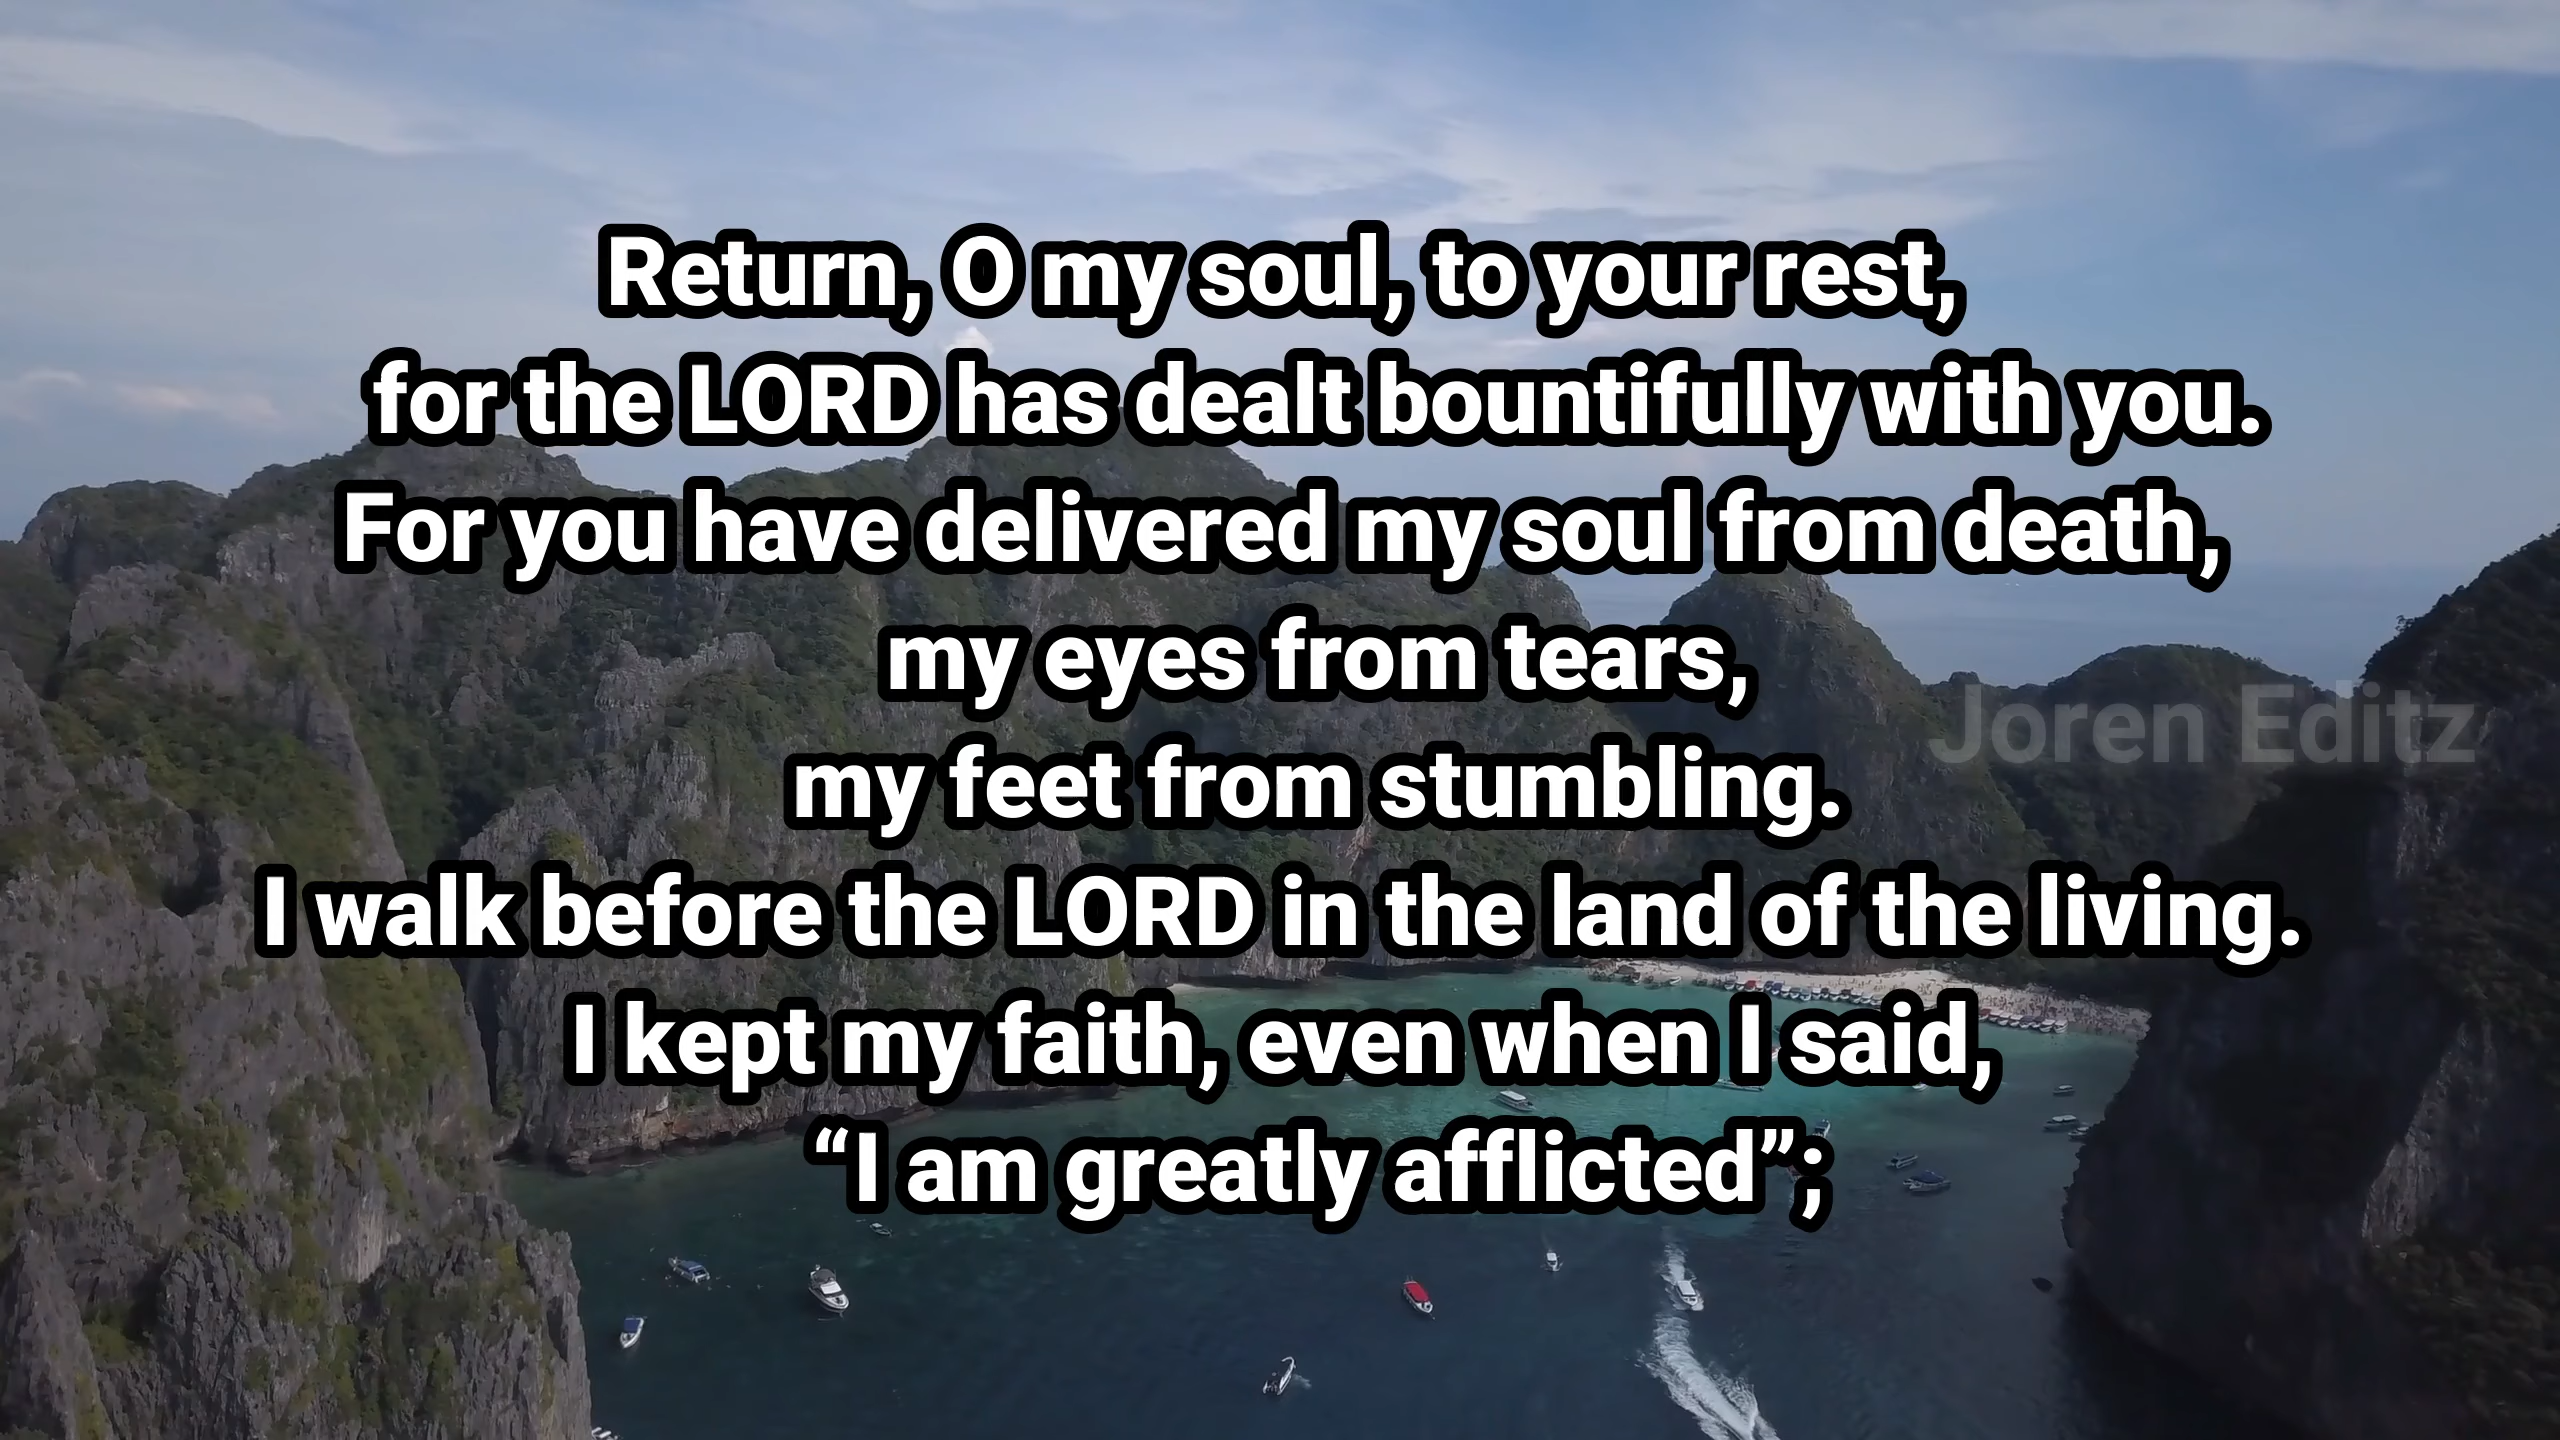 Return, O my soul, to your rest,
for the LORD has dealt bountifully with you.
For you have delivered my soul from death,
my eyes from tears,
Joren Editz
my feet from stumbling.
I walk before the LORD in the land of the living.
I kept my faith, even when I said,
“I am greatly afflicted”;